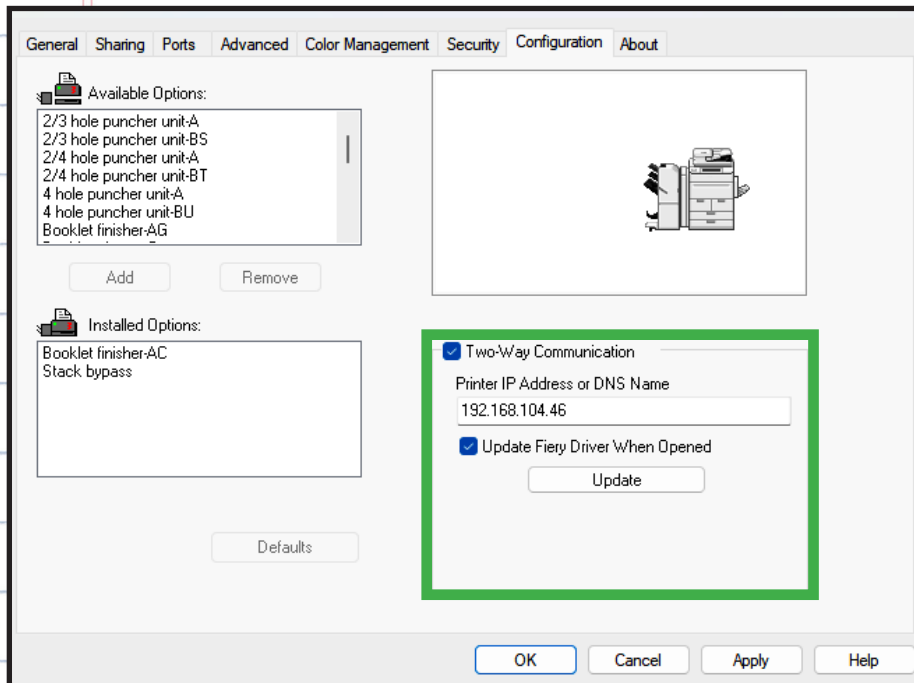 General Sharing Ports Advanced Color Management Security Configuration About
Available Options:
2/3 hole puncher unit-A
2/3 hole puncher unit-BS
2/4 hole puncher unit-A
2/4 hole puncher unit-BT
4 hole puncher unit-A
4 hole puncher unit-BU
Booklet finisher-AG
Add Remove
Installed Options:
Booklet finisher-AC
Stack bypass
Defaults
Two-Way Communication
Printer IP Address or DNS Name
192.168.104.46
Update Fiery Driver When Opened
Update
OK Cancel Apply Help